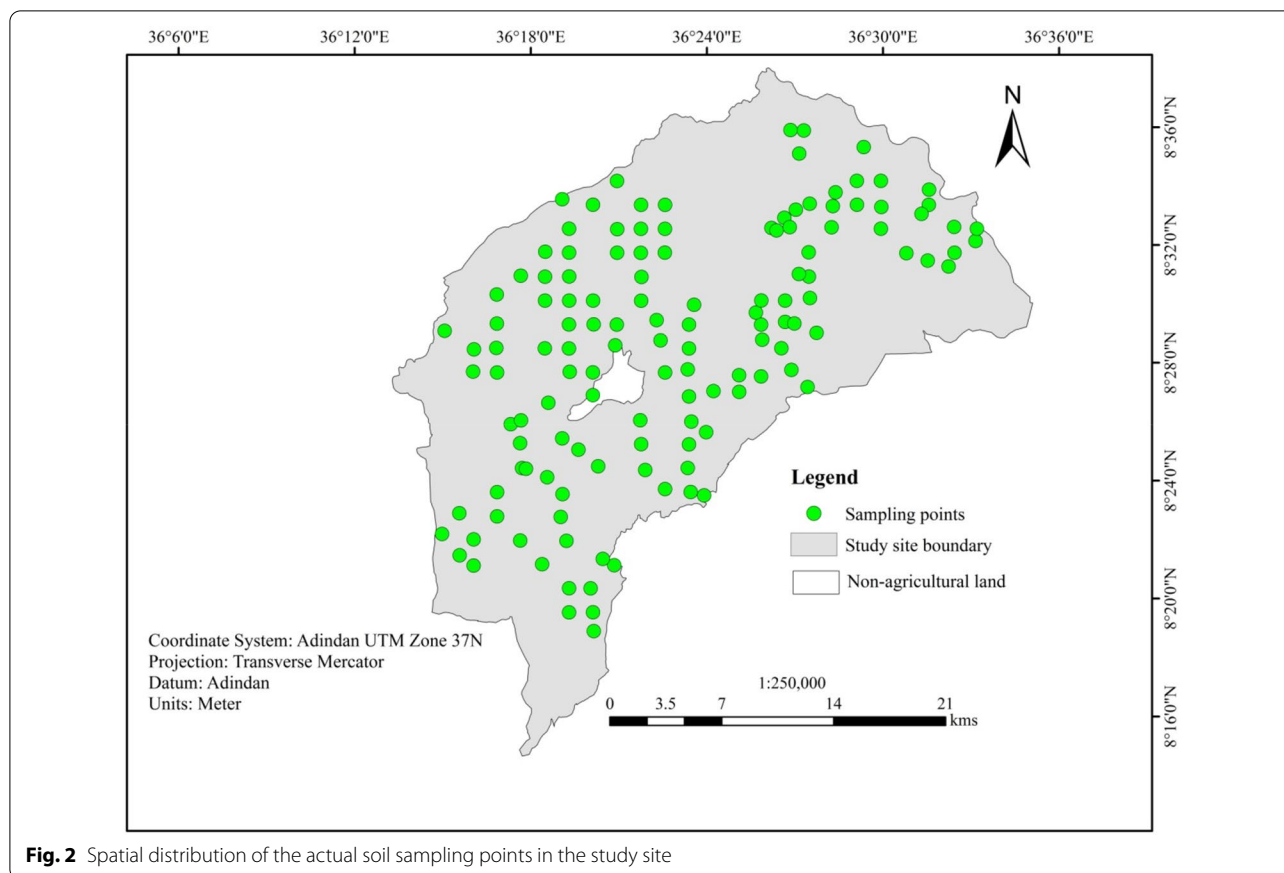 36°6'0"E 36°12'0"E 36°18'0"E 36°24'0"E 36°30'0"E 36°36'0"E
N
8°36'0"N
8°32'0"N
8°28'0"N
8°24'0"N
8°20'0"N
8°16'0"N
Legend
Sampling points
Study site boundary
Non-agricultural land
Coordinate System: Adindan UTM Zone 37N
Projection: Transverse Mercator
Datum: Adindan
Units: Meter
1:250,000
0 3.5 7 14 21
kms
Fig. 2 Spatial distribution of the actual soil sampling points in the study site